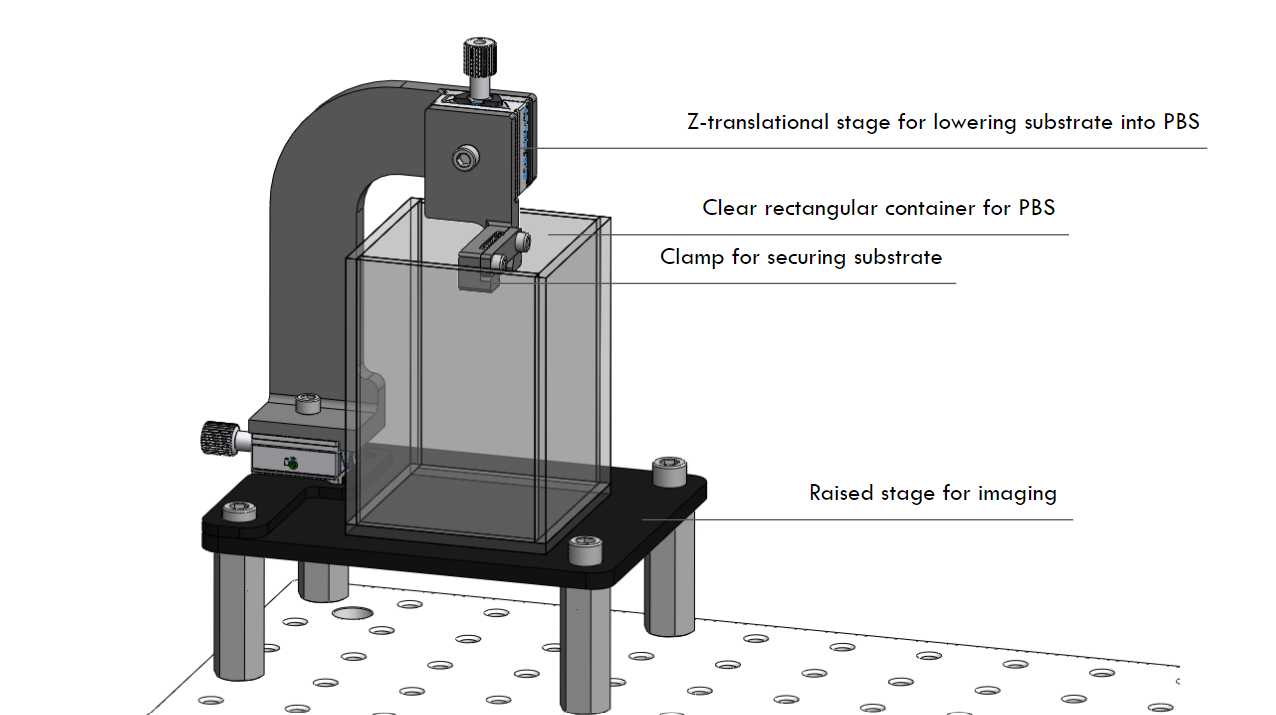 Z-translational stage for lowering substrate into PBS
Clear rectangular container for PBS
Clamp for securing substrate
Raised stage for imaging